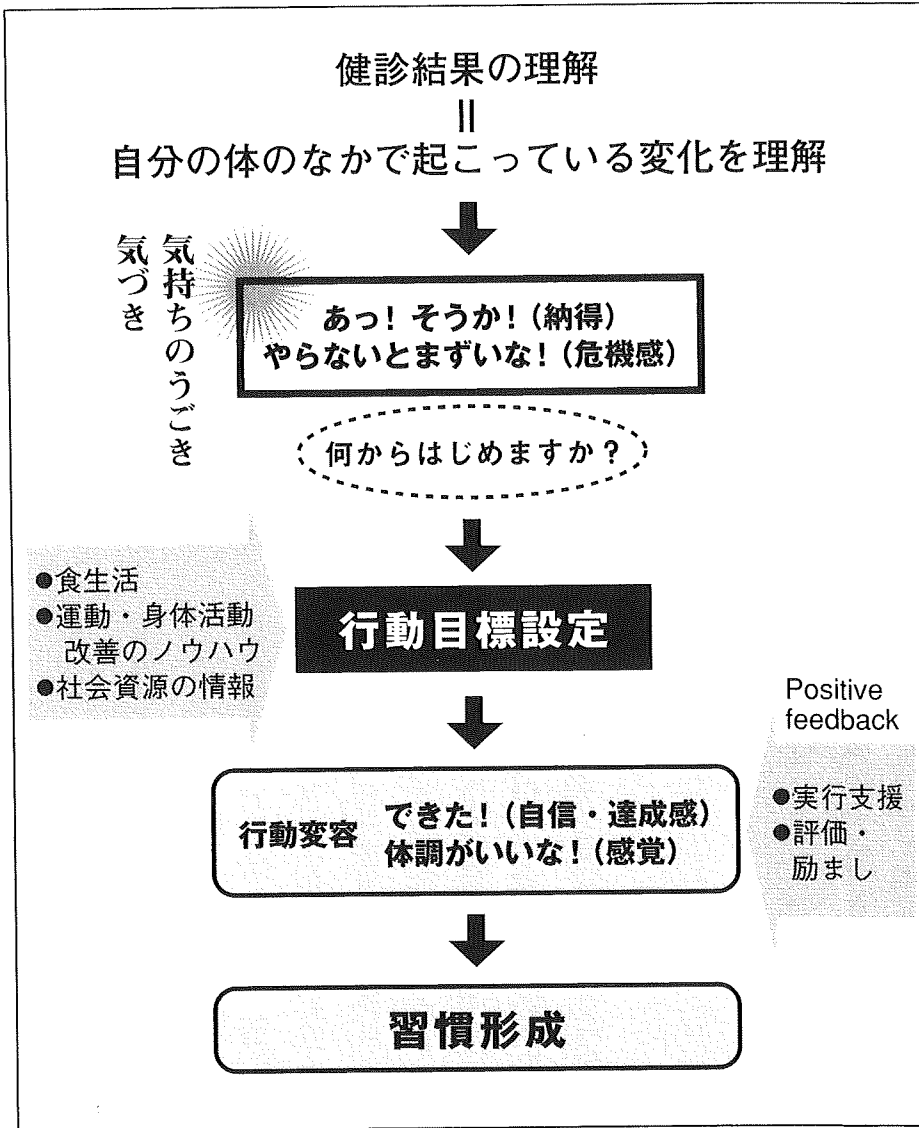 健診結果の理解
=
自分の体のなかで起こっている変化を理解
気持ちのうごき
気づき
あっ！そうか！（納得）
やらないとまずいな！（危機感）
何からはじめますか？
●食生活
●運動・身体活動
改善のノウハウ
●社会資源の情報
行動目標設定
Positive
feedback
行動変容 できた！（自信・達成感）
体調がいいな！（感覚）
●実行支援
●評価・
励まし
習慣形成